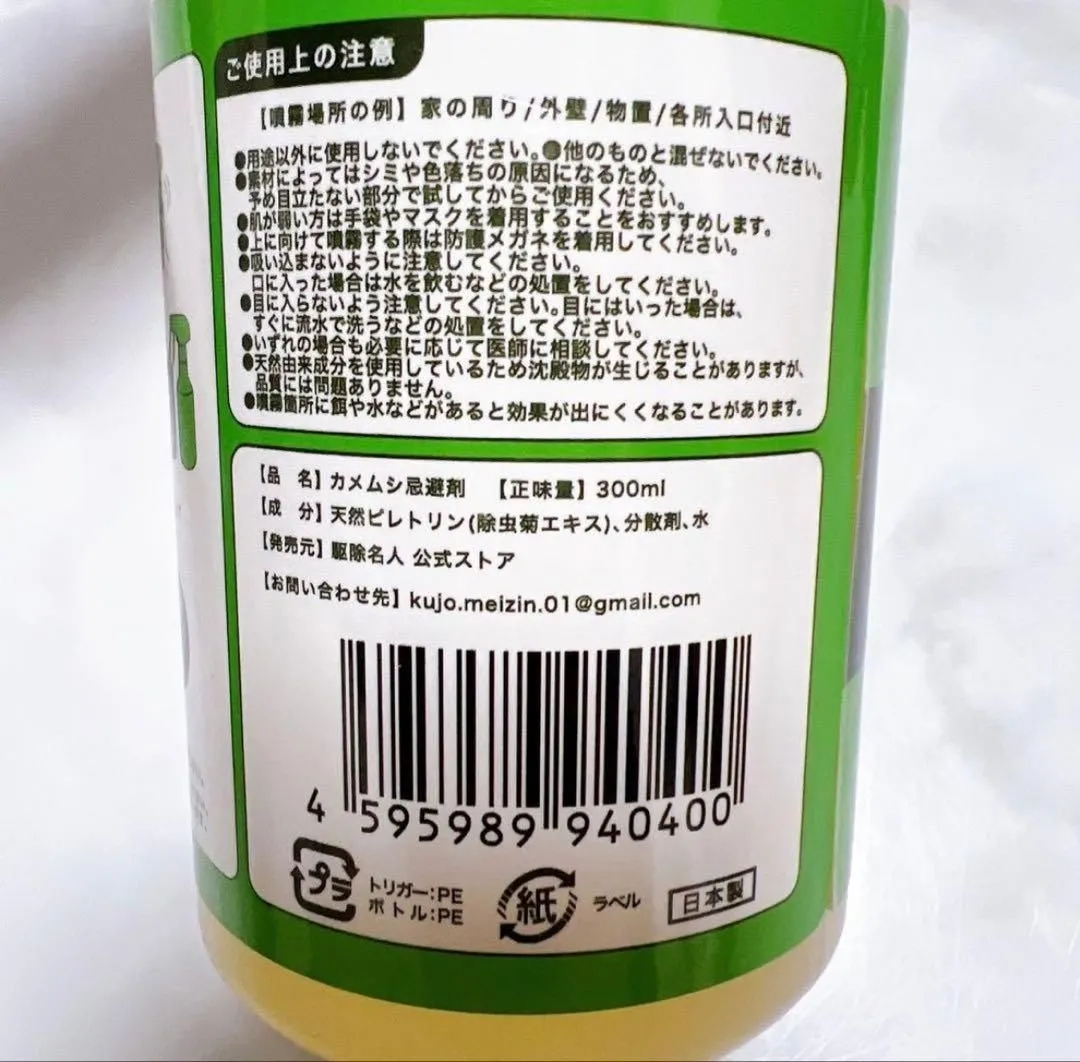 ご使用上の注意
【噴霧場所の例】家の周り/外壁/物置/各所入口付近
●用途以外に使用しないでください。●他のものと混ぜないでください。
●素材によってはシミや色落ちの原因になるため、
予め目立たない部分で試してからご使用ください。
●肌が弱い方は手袋やマスクを着用することをおすすめします。
●上に向けて噴霧する際は防護メガネを着用してください。
●吸い込まないように注意してください。
口に入った場合は水を飲むなどの処置をしてください。
●目に入らないよう注意してください。目にはいった場合は、
すぐに流水で洗うなどの処置をしてください。
●いずれの場合も必要に応じて医師に相談してください。
●天然由来成分を使用しているため沈殿物が生じることがありますが、
品質には問題ありません。
●噴霧箇所に餌や水などがあると効果が出にくくなることがあります。
【品 名】カメムシ忌避剤 【正味量】300ml
【成 分】天然ピレトリン(除虫菊エキス)、分散剤、水
【発売元】駆除名人 公式ストア
【お問い合わせ先】kujo.meizin.01@gmail.com
4 595989 940400
プラ
トリガー:PE
ボトル:PE
紙
ラベル
日本製